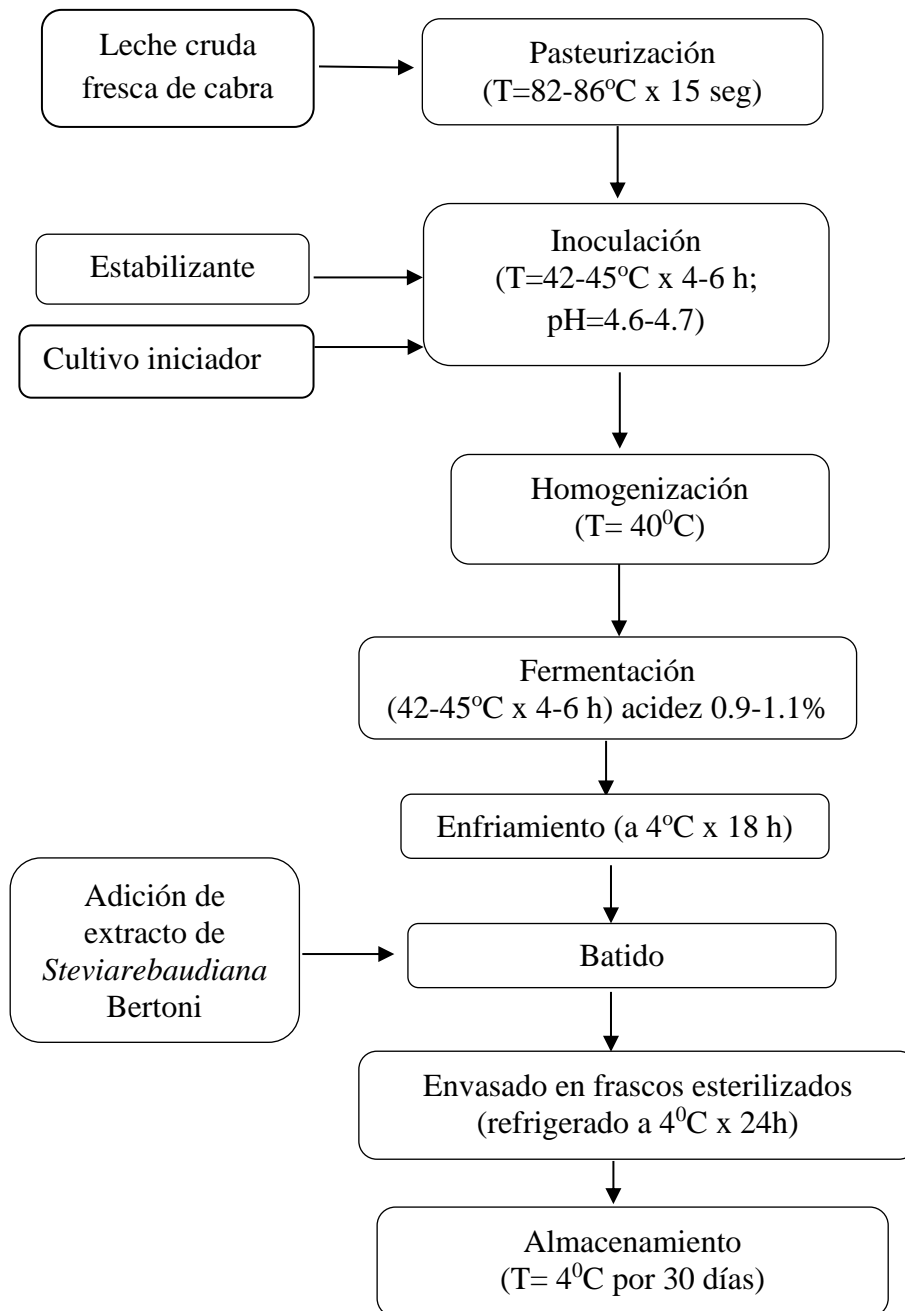 Leche cruda
fresca de cabra
Pasteurización
(T=82-86ºC x 15 seg)
Estabilizante
Cultivo iniciador
Inoculación
(T=42-45ºC x 4-6 h;
pH=4.6-4.7)
Homogenización
(T= 40⁰C)
Fermentación
(42-45ºC x 4-6 h) acidez 0.9-1.1%
Enfriamiento (a 4ºC x 18 h)
Adición de
extracto de
Steviarebaudiana
Bertoni
Batido
Envasado en frascos esterilizados
(refrigerado a 4⁰C x 24h)
Almacenamiento
(T= 4⁰C por 30 días)